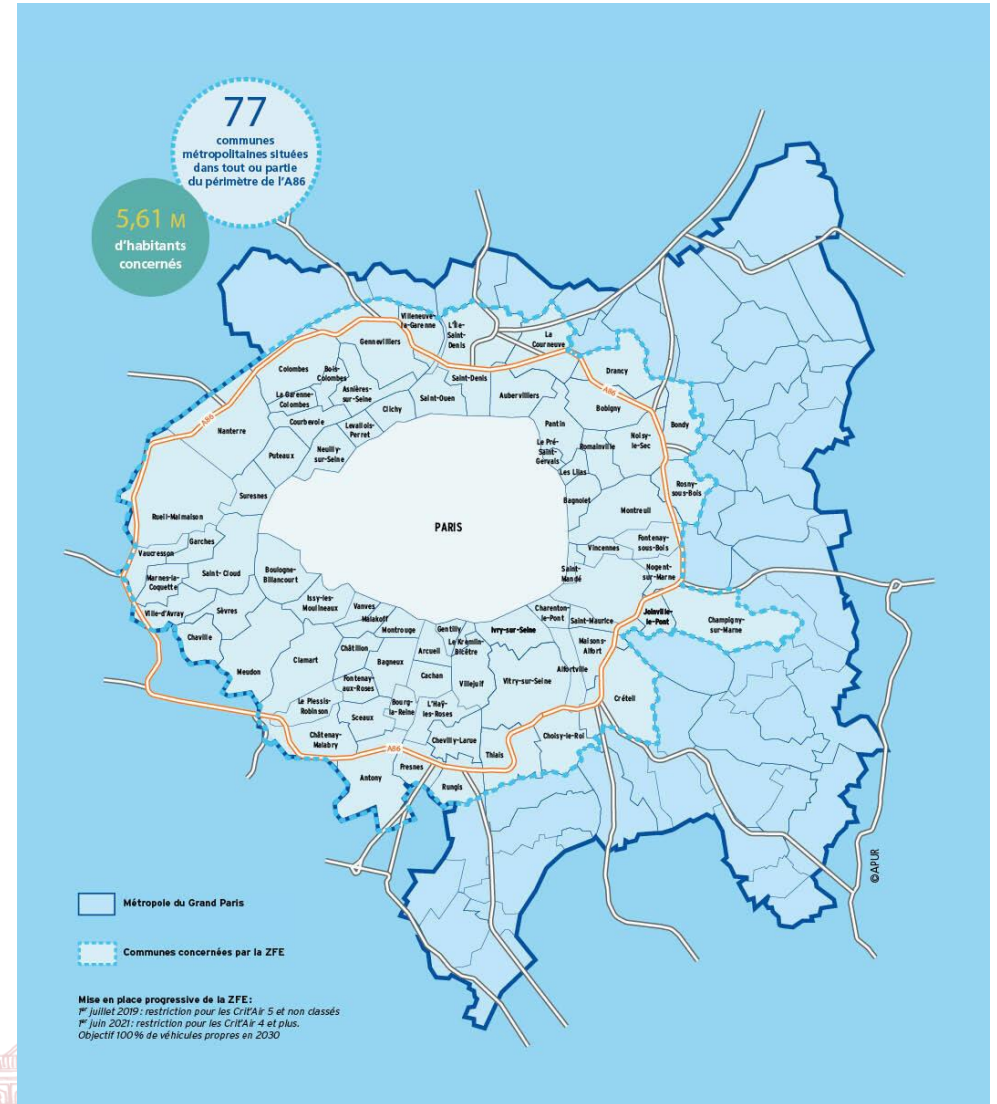 77
communes
métropolitaines situées
dans tout ou partie
du périmètre de l'A86
5,61 M
d'habitants
concernés
Villeneuve-
la-Garenne
L'Île-
Saint-
Denis
La
Courneuve
Gennevilliers
Colombes
Bois-
Colombes
Asnières-
sur-Seine
La Garenne-
Colombes
Saint-Denis
Saint-Ouen
Aubervilliers
Drancy
A86
Bobigny
Bondy
Clichy
Courbevoie
Levallois-
Perret
Nanterre
A86
Puteaux
Neuilly-
sur-Seine
Pantin
Le Pré-
Saint-
Gervais
Romainville
Noisy-
le-Sec
Les Lilas
Rosny-
sous-Bois
Suresnes
Bagnolet
Montreuil
Rueil-Malmaison
PARIS
Garches
Vaucresson
Vincennes
Fontenay-
sous-Bois
Saint-
Mandé
Nogent-
sur-Marne
Marnes-la-
Coquette
Saint- Cloud
Boulogne-
Billancourt
Ville-d'Avray
Sèvres
Issy-les-
Moulineaux
Vanves
Malakoff
Montrouge
Gentilly
Le Kremlin-
Bicêtre
Ivry-sur-Seine
Charenton-
le-Pont
Saint-Maurice
Joinville-
le-Pont
Champigny-
sur-Marne
Chaville
Meudon
Clamart
Châtillon
Bagneux
Arcueil
Maisons-
Alfort
Fontenay-
aux-Roses
Cachan
Villejuif
Vitry-sur-Seine
Alfortville
Créteil
Le Plessis-
Robinson
Sceaux
Bourg-
la-Reine
L'Haÿ-
les-Roses
Châtenay-
Malabry
A86
Chevilly-Larue
Thiais
Choisy-le-Roi
Antony
Fresnes
Rungis
©APUR
Métropole du Grand Paris
Communes concernées par la ZFE
Mise en place progressive de la ZFE :
1er juillet 2019 : restriction pour les Crit'Air 5 et non classés
1er juin 2021 : restriction pour les Crit'Air 4 et plus.
Objectif 100% de véhicules propres en 2030